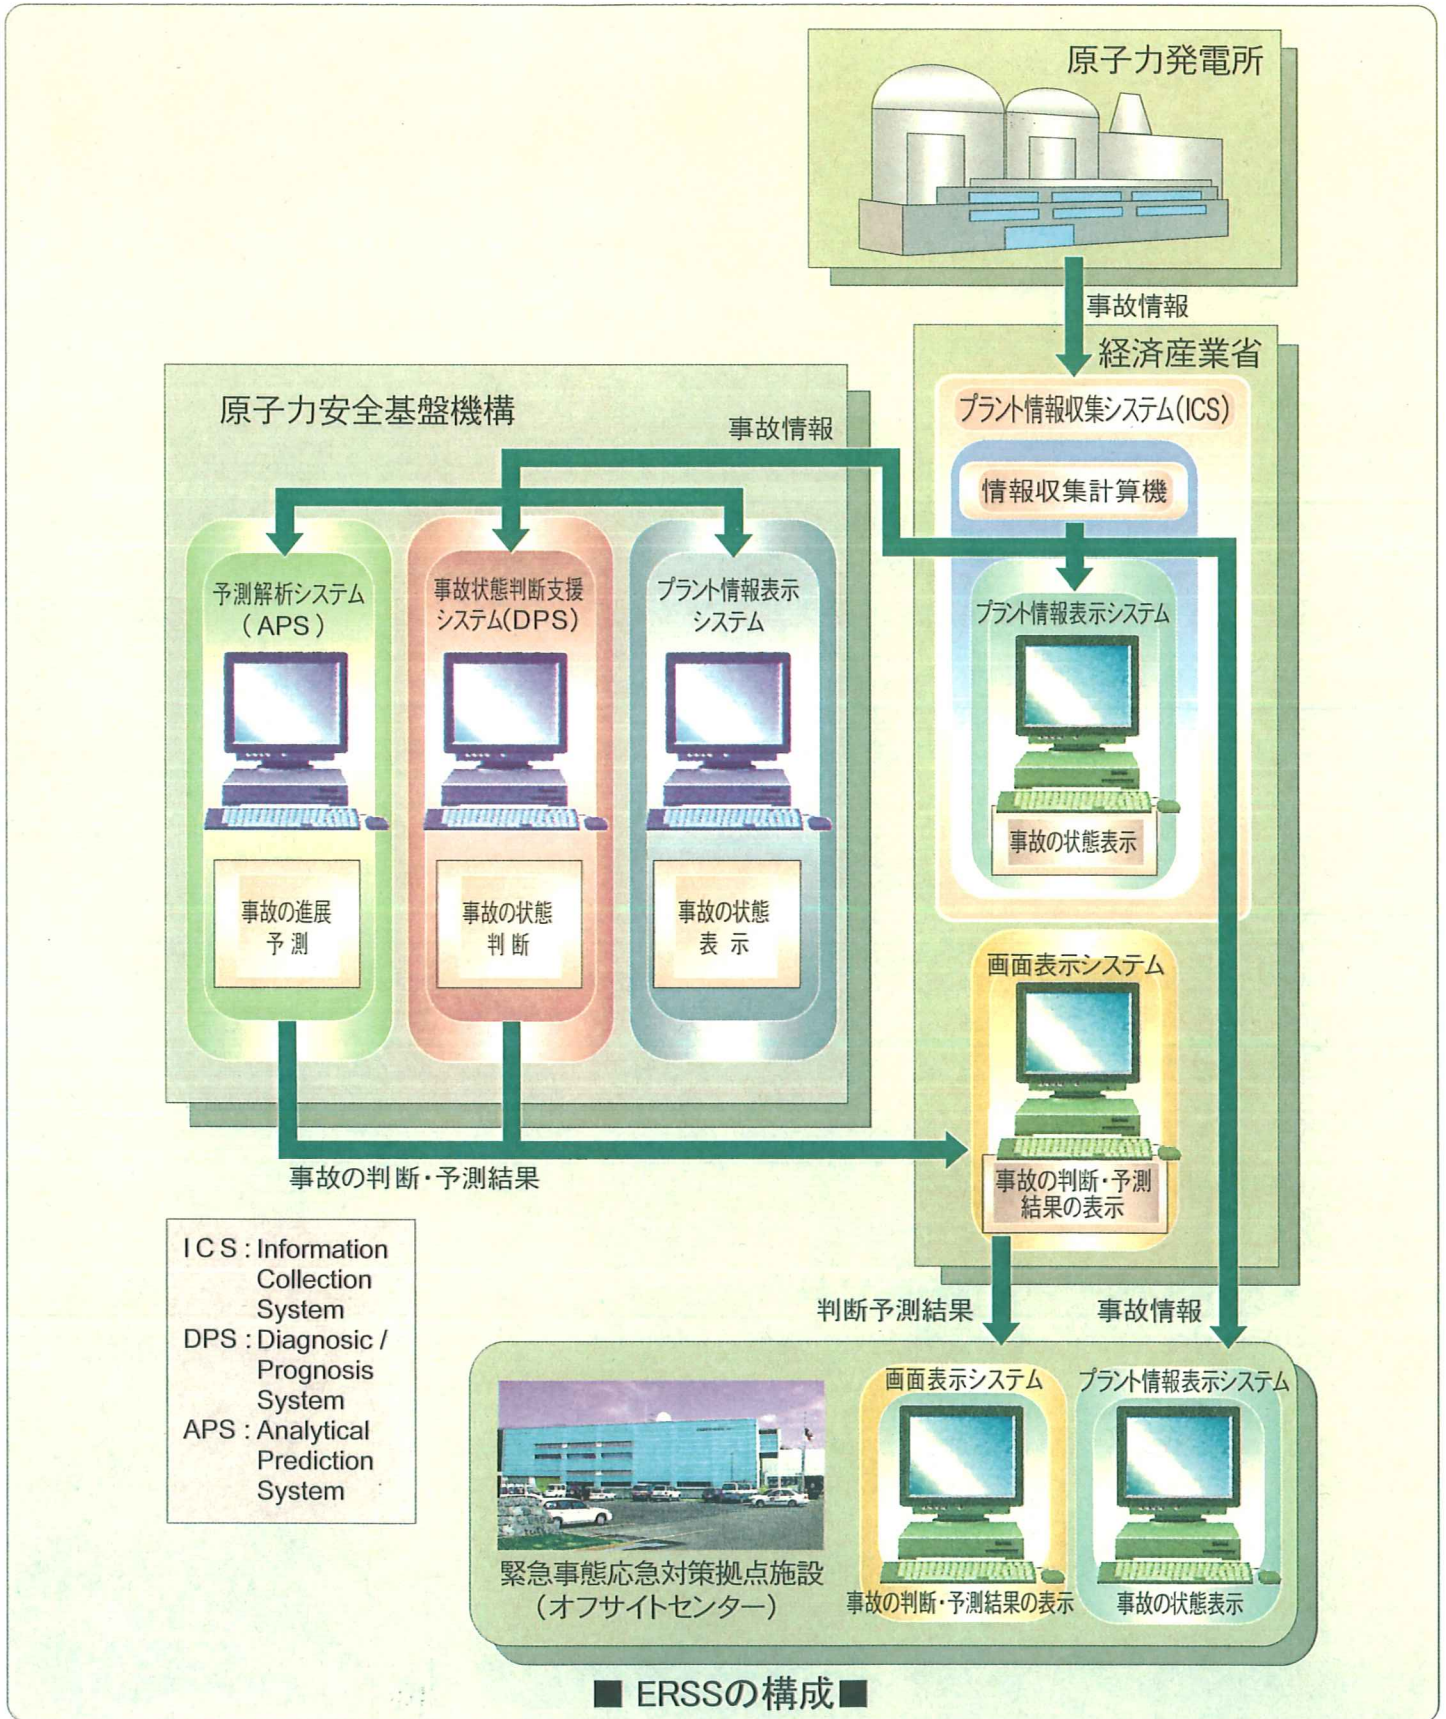 原子力発電所
事故情報
経済産業省
プラント情報収集システム(ICS)
情報収集計算機
プラント情報表示システム
事故の状態表示
原子力安全基盤機構
事故情報
予測解析システム
(APS)
事故状態判断支援
システム(DPS)
プラント情報表示
システム
事故の進展
予測
事故の状態
判断
事故の状態
表示
画面表示システム
事故の判断・予測
結果の表示
事故の判断・予測結果
ICS:Information
Collection
System
DPS:Diagnosic /
Prognosis
System
APS:Analytical
Prediction
System
判断予測結果
事故情報
画面表示システム
プラント情報表示システム
緊急事態応急対策拠点施設
(オフサイトセンター)
事故の判断・予測結果の表示
事故の状態表示
■ ERSSの構成■